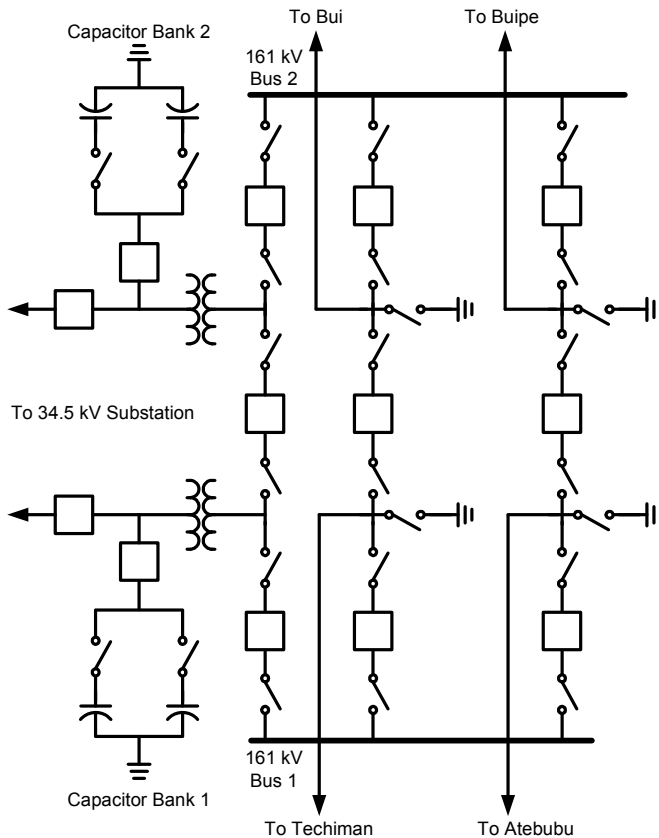 To Bui
To Buipe
Capacitor Bank 2
161 kV
Bus 2
To 34.5 kV Substation
161 kV
Bus 1
Capacitor Bank 1
To Techiman
To Atebubu